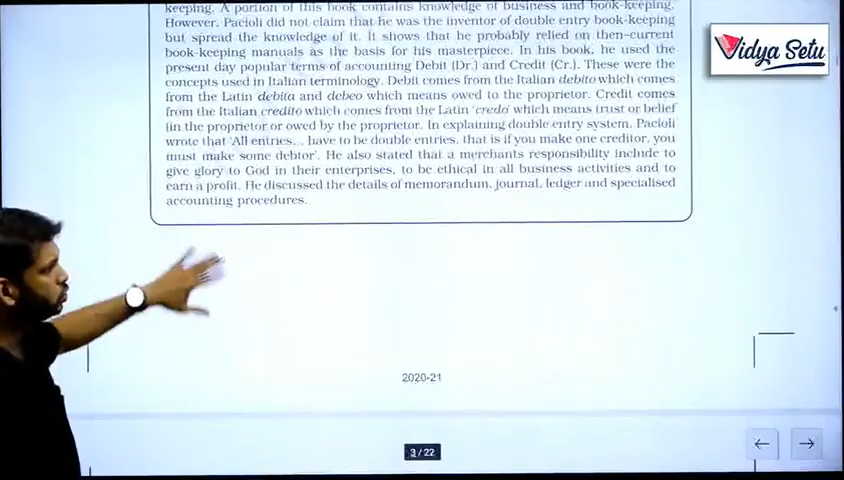 keeping. A portion of this book contains knowledge of business and book-keeping.
However, Pacioli did not claim that he was the inventor of double entry book-keeping
but spread the knowledge of it. It shows that he probably relied on then–current
book-keeping manuals as the basis for his masterpiece. In his book, he used the
present day popular terms of accounting Debit (Dr.) and Credit (Cr.). These were the
concepts used in Italian terminology. Debit comes from the Italian debito which comes
from the Latin debita and debeo which means owed to the proprietor. Credit comes
from the Italian credito which comes from the Latin 'credo' which means trust or belief
(in the proprietor or owed by the proprietor. In explaining double entry system, Pacioli
wrote that 'All entries... have to be double entries, that is if you make one creditor, you
must make some debtor'. He also stated that a merchants responsibility include to
give glory to God in their enterprises, to be ethical in all business activities and to
earn a profit. He discussed the details of memorandum, journal, ledger and specialised
accounting procedures.
Vidya Setu
2020-21
3 / 22